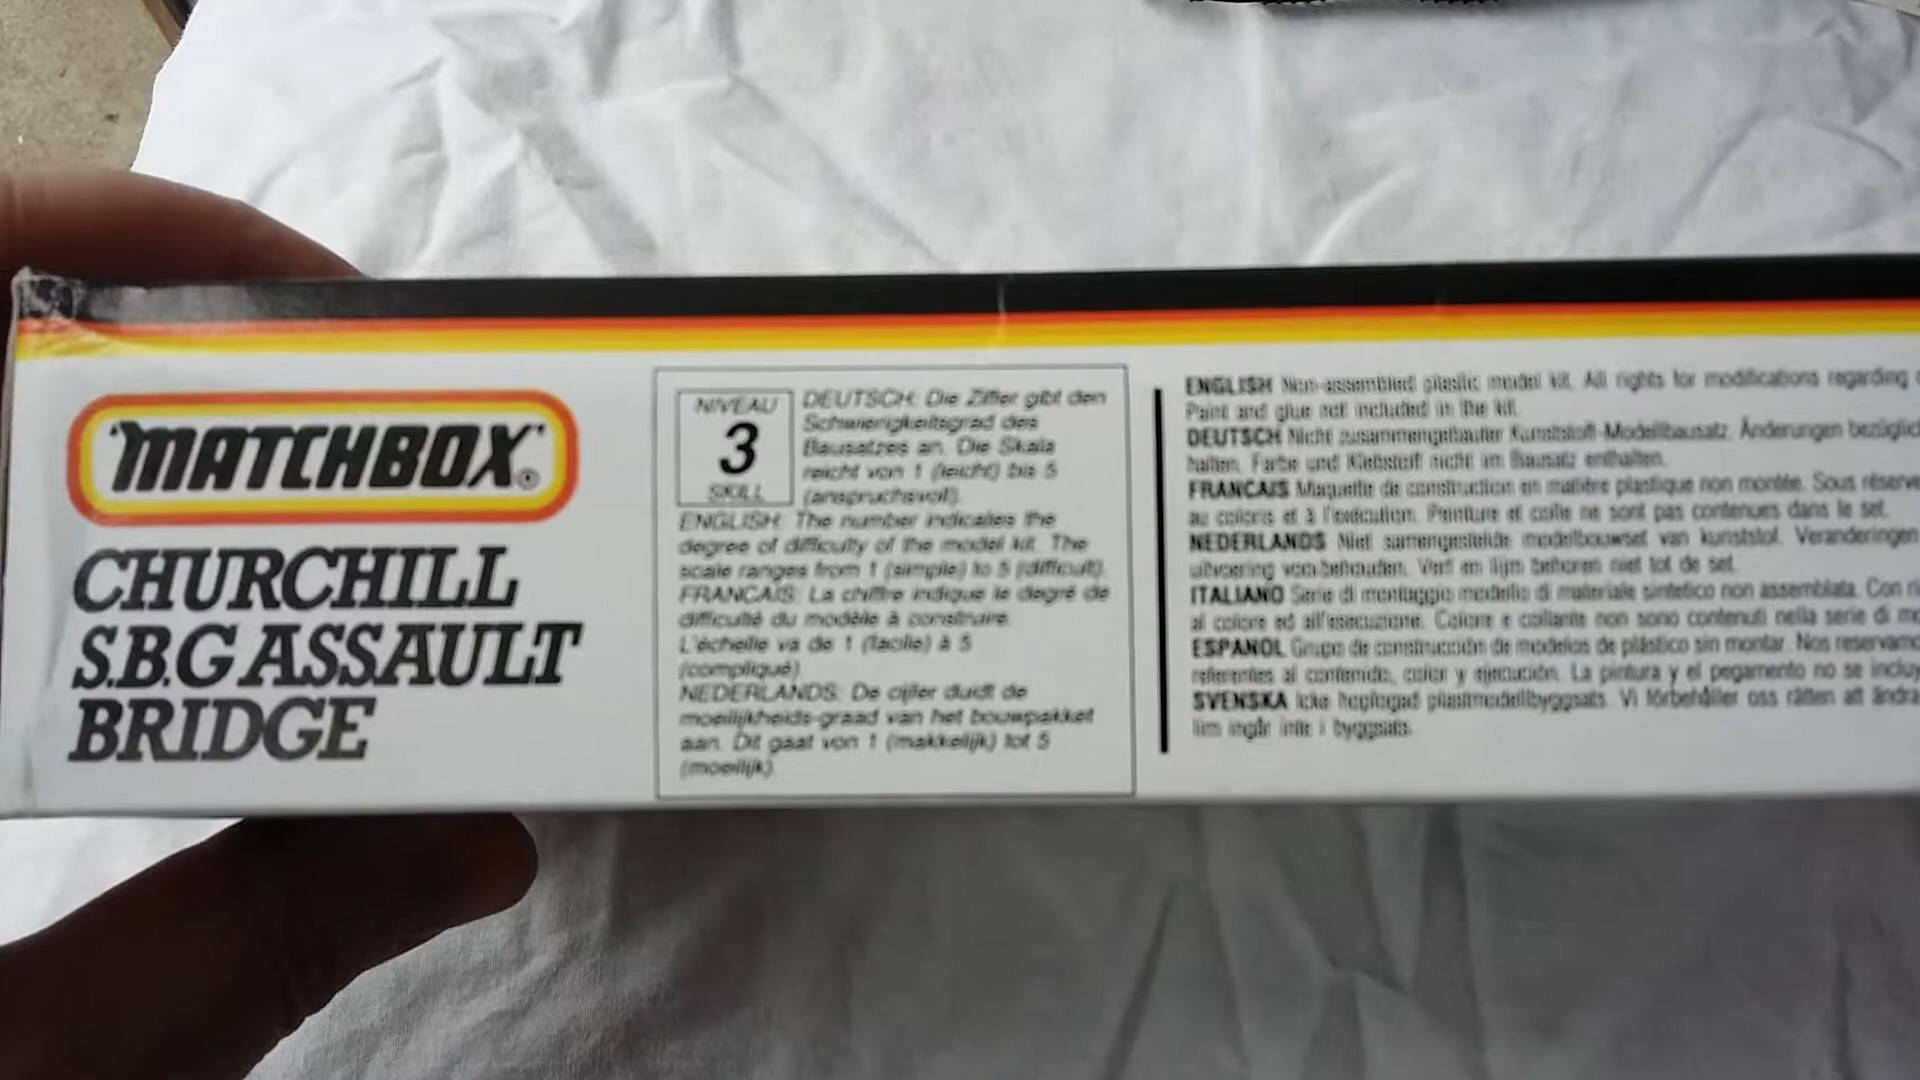 'MATCHBOX'®
CHURCHILL
S.B.G ASSAULT
BRIDGE
NIVEAU
3
SKILL
DEUTSCH: Die Ziffer gibt den
Schwierigkeitsgrad des
Bausatzes an. Die Skala
reicht von 1 (leicht) bis 5
(anspruchsvoll).
ENGLISH: The number indicates the
degree of difficulty of the model kit. The
scale ranges from 1 (simple) to 5 (difficult).
FRANCAIS: La chiffre indique le degré de
difficulté du modèle à construire.
L'échelle va de 1 (facile) à 5
(compliqué).
NEDERLANDS: De cijfer duidt de
moeilijkheids-graad van het bouwpakket
aan. Dit gaat von 1 (makkelijk) tot 5
(moeilijk).
ENGLISH Non-assembled plastic model kit. All rights for modifications regarding
Paint and glue not included in the kit.
DEUTSCH Nicht zusammengebauter Kunststoff-Modellbausatz. Änderungen bezüglich
halten. Farbe und Klebstoff nicht im Bausatz enthalten.
FRANCAIS Maquette de construction en matière plastique non montée. Sous réserve
au coloris et à l'exécution. Peinture et colle ne sont pas contenues dans le set.
NEDERLANDS Niet samengestelde modelbouwset van kunststof. Veranderingen
uitvoering voorbehouden. Verf en lijm behoren niet tot de set.
ITALIANO Serie di montaggio modello di materiale sintetico non assemblata. Con
al colore ed all'esecuzione. Colore e collante non sono contenuti nella serie di
ESPANOL Grupo de construcción de modelos de plástico sin montar. Nos reservamo
referentes al contenido, color y ejecución. La pintura y el pegamento no se incluy
SVENSKA Icke hoplagad plastmodellbyggsats. Vi förbehåller oss rätten att ändra
lim ingår inte i byggsats.